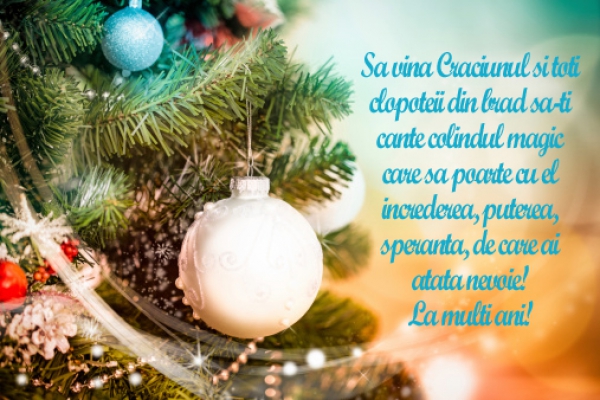 Sa vina Craciunul si toti
clopoteii din brad sa-ti
cante colindul magic
care sa poarte cu el
increderea, puterea,
speranta, de care ai
atata nevoie!
La multi ani!